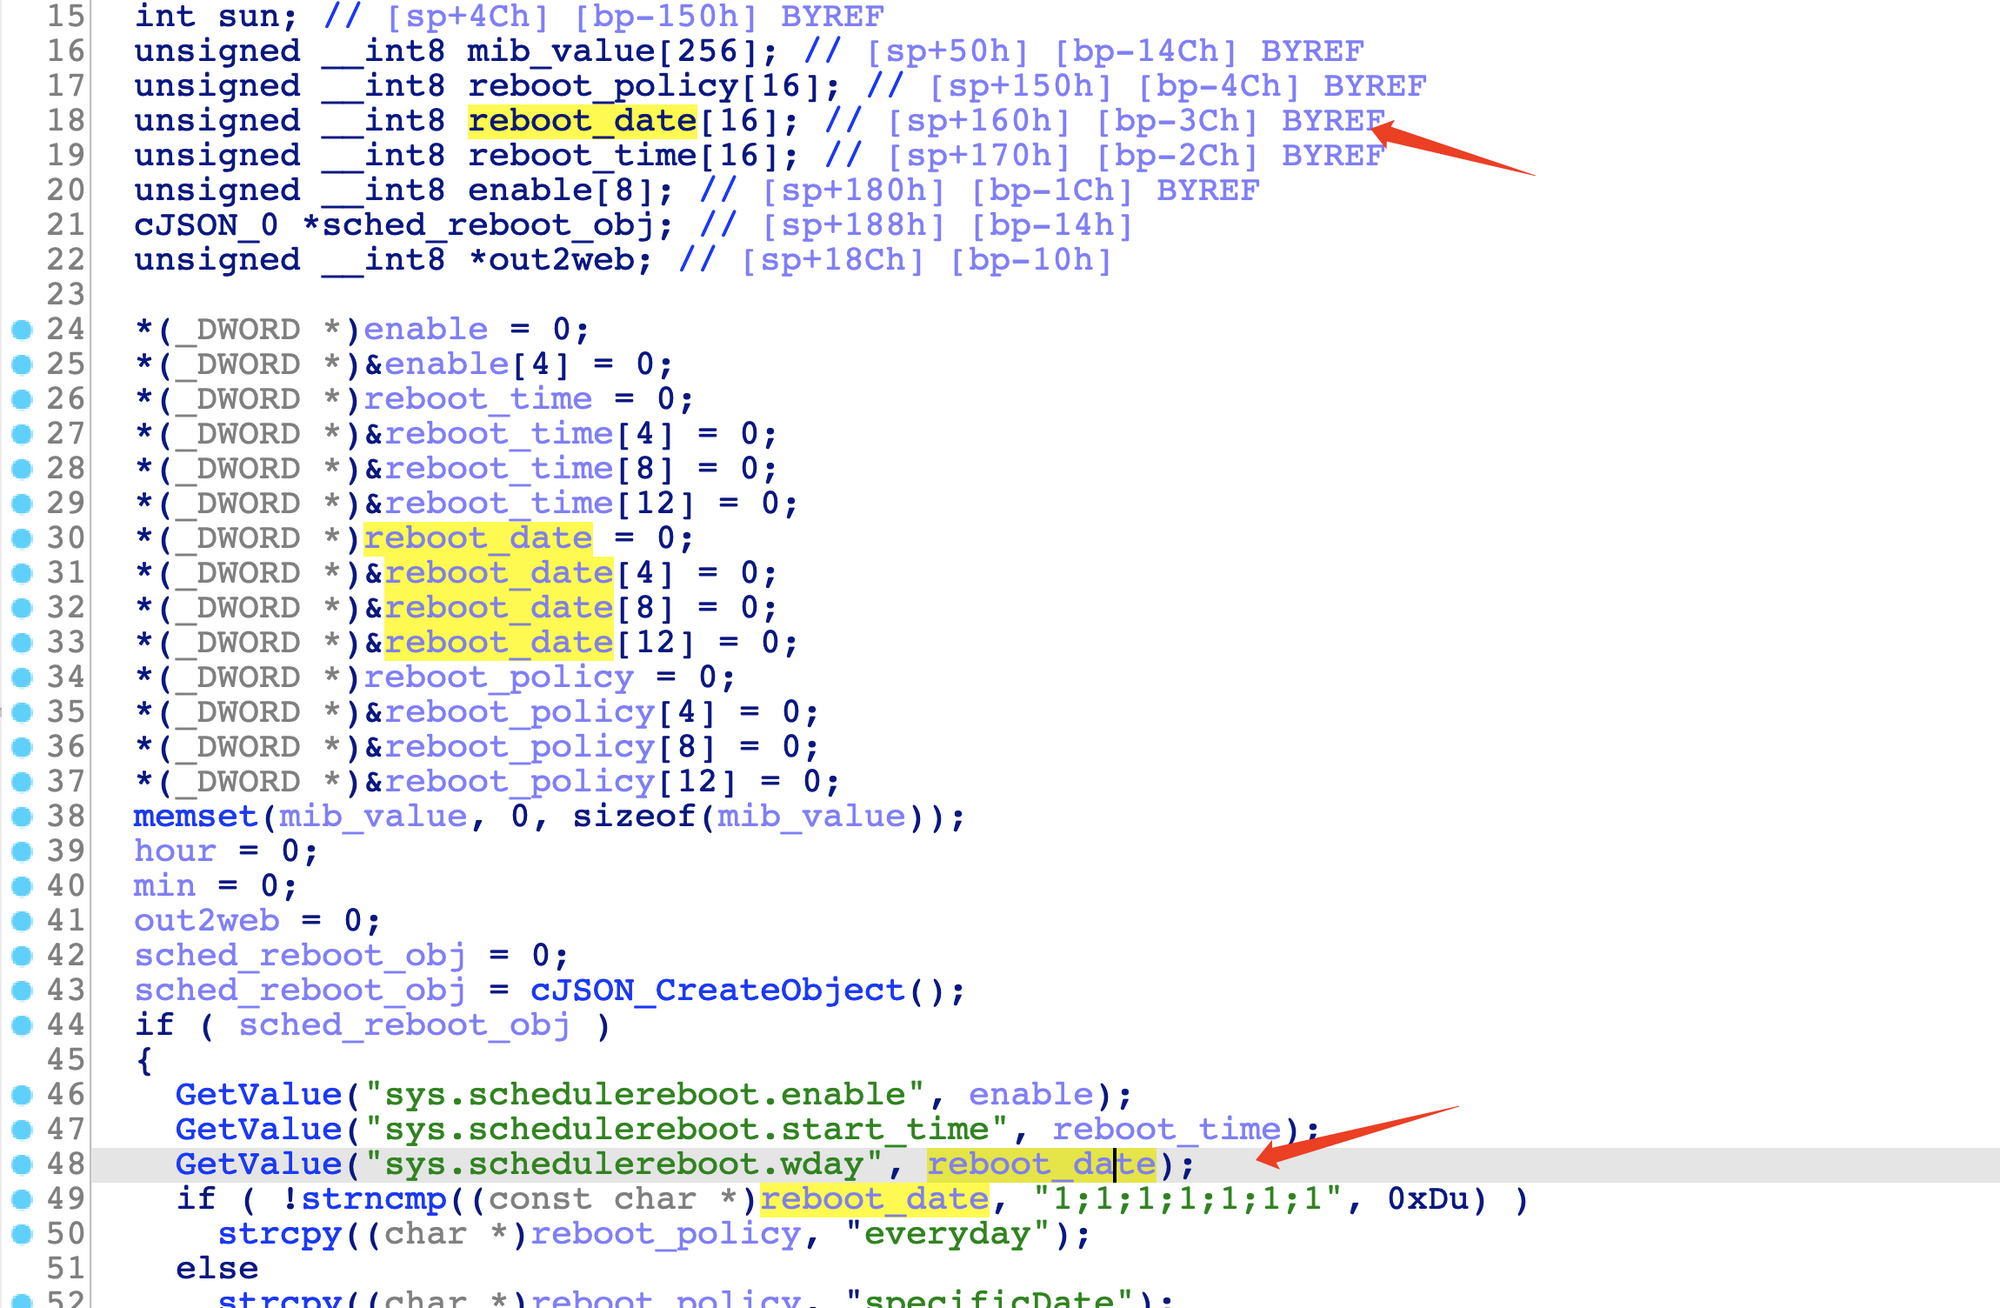 15 int sun; // [sp+4Ch] [bp-150h] BYREF
16 unsigned __int8 mib_value[256]; // [sp+50h] [bp-14Ch] BYREF
17 unsigned __int8 reboot_policy[16]; // [sp+150h] [bp-4Ch] BYREF
18 unsigned __int8 reboot_date[16]; // [sp+160h] [bp-3Ch] BYREF
19 unsigned __int8 reboot_time[16]; // [sp+170h] [bp-2Ch] BYREF
20 unsigned __int8 enable[8]; // [sp+180h] [bp-1Ch] BYREF
21 cJSON_0 *sched_reboot_obj; // [sp+188h] [bp-14h]
22 unsigned __int8 *out2web; // [sp+18Ch] [bp-10h]
23
24 *(_DWORD *)enable = 0;
25 *(_DWORD *)&enable[4] = 0;
26 *(_DWORD *)reboot_time = 0;
27 *(_DWORD *)&reboot_time[4] = 0;
28 *(_DWORD *)&reboot_time[8] = 0;
29 *(_DWORD *)&reboot_time[12] = 0;
30 *(_DWORD *)reboot_date = 0;
31 *(_DWORD *)&reboot_date[4] = 0;
32 *(_DWORD *)&reboot_date[8] = 0;
33 *(_DWORD *)&reboot_date[12] = 0;
34 *(_DWORD *)reboot_policy = 0;
35 *(_DWORD *)&reboot_policy[4] = 0;
36 *(_DWORD *)&reboot_policy[8] = 0;
37 *(_DWORD *)&reboot_policy[12] = 0;
38 memset(mib_value, 0, sizeof(mib_value));
39 hour = 0;
40 min = 0;
41 out2web = 0;
42 sched_reboot_obj = 0;
43 sched_reboot_obj = cJSON_CreateObject();
44 if ( sched_reboot_obj )
45 {
46 GetValue("sys.schedulereboot.enable", enable);
47 GetValue("sys.schedulereboot.start_time", reboot_time);
48 GetValue("sys.schedulereboot.wday", reboot_date);
49 if ( !strncmp((const char *)reboot_date, "1;1;1;1;1;1;1", 0xDu) )
50 strcpy((char *)reboot_policy, "everyday");
51 else
52 strcpy((char *)reboot_policy, "specificDate");